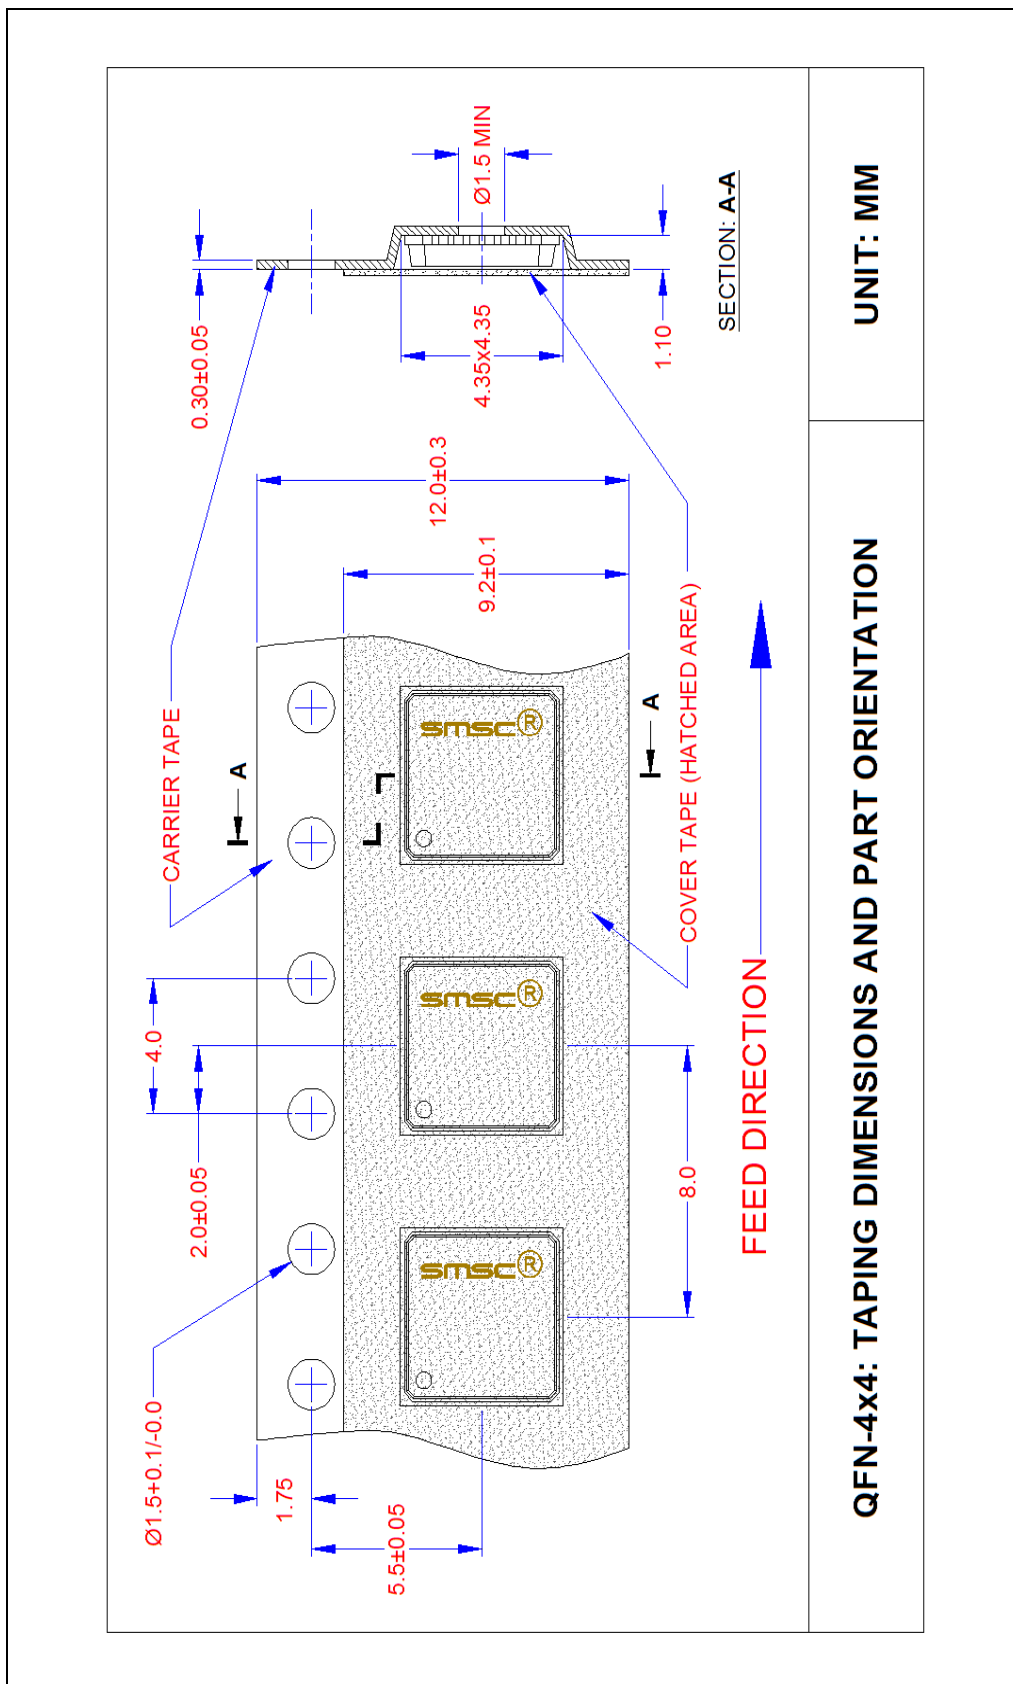 Ø1.5+0.1/-0.0
2.0±0.05
4.0
CARRIER TAPE
0.30±0.05
Ø1.5 MIN
1.75
5.5±0.05
A
A
smsc®
smsc®
smsc®
9.2±0.1
12.0±0.3
4.35x4.35
1.10
8.0
COVER TAPE (HATCHED AREA)
SECTION: A-A
FEED DIRECTION
QFN-4x4: TAPING DIMENSIONS AND PART ORIENTATION
UNIT: MM